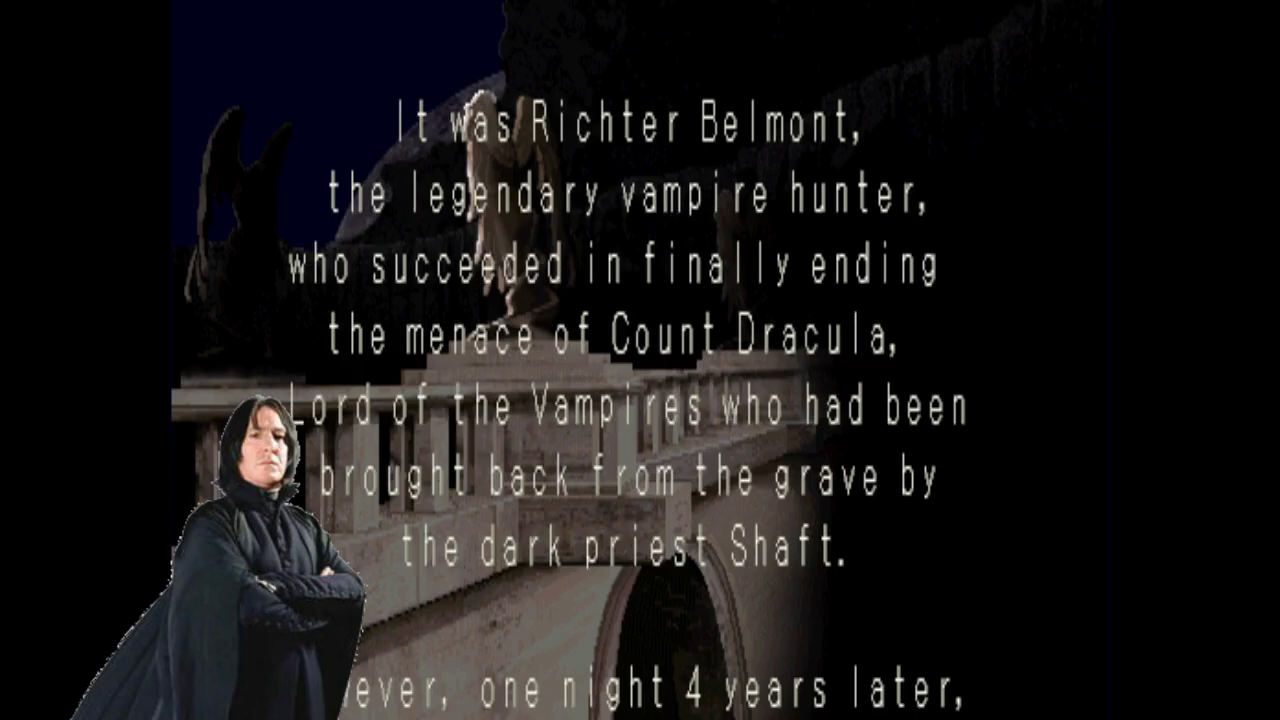 It was Richter Belmont,
the legendary vampire hunter,
who succeeded in finally ending
the menace of Count Dracula,
Lord of the Vampires who had been
brought back from the grave by
the dark priest Shaft.
one night 4 years later,